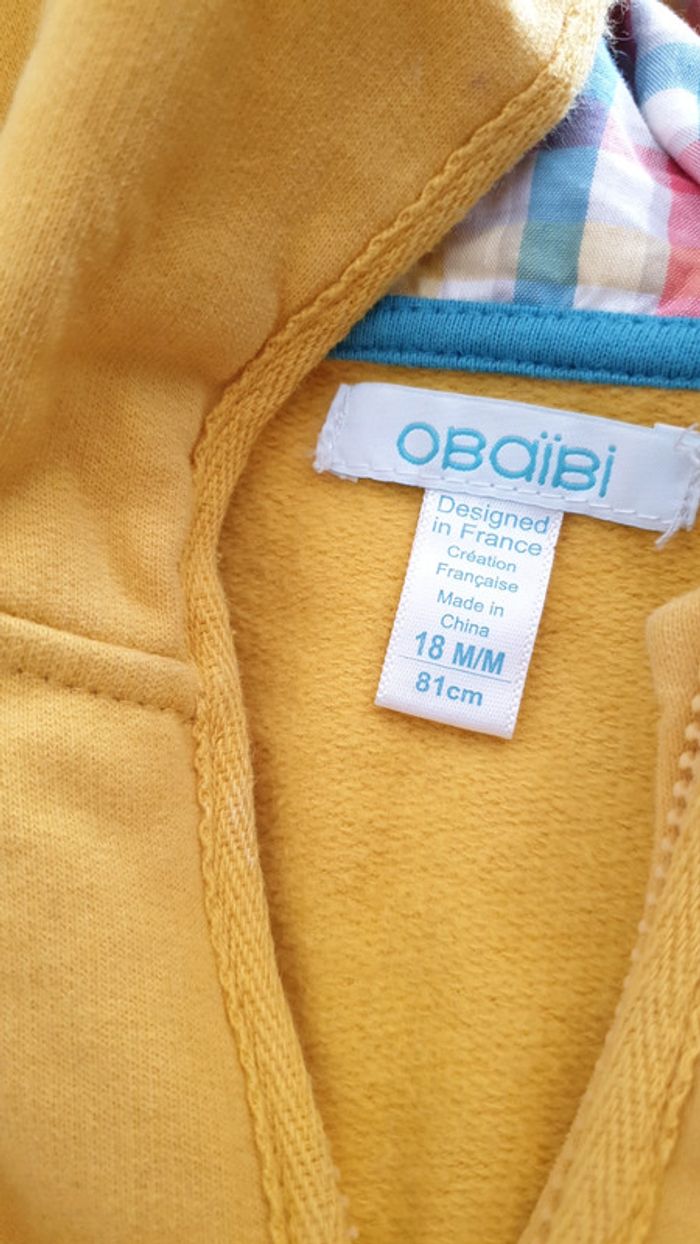 OBaïBi
Designed
in France
Création
Française
Made in
China
18 M/M
81cm